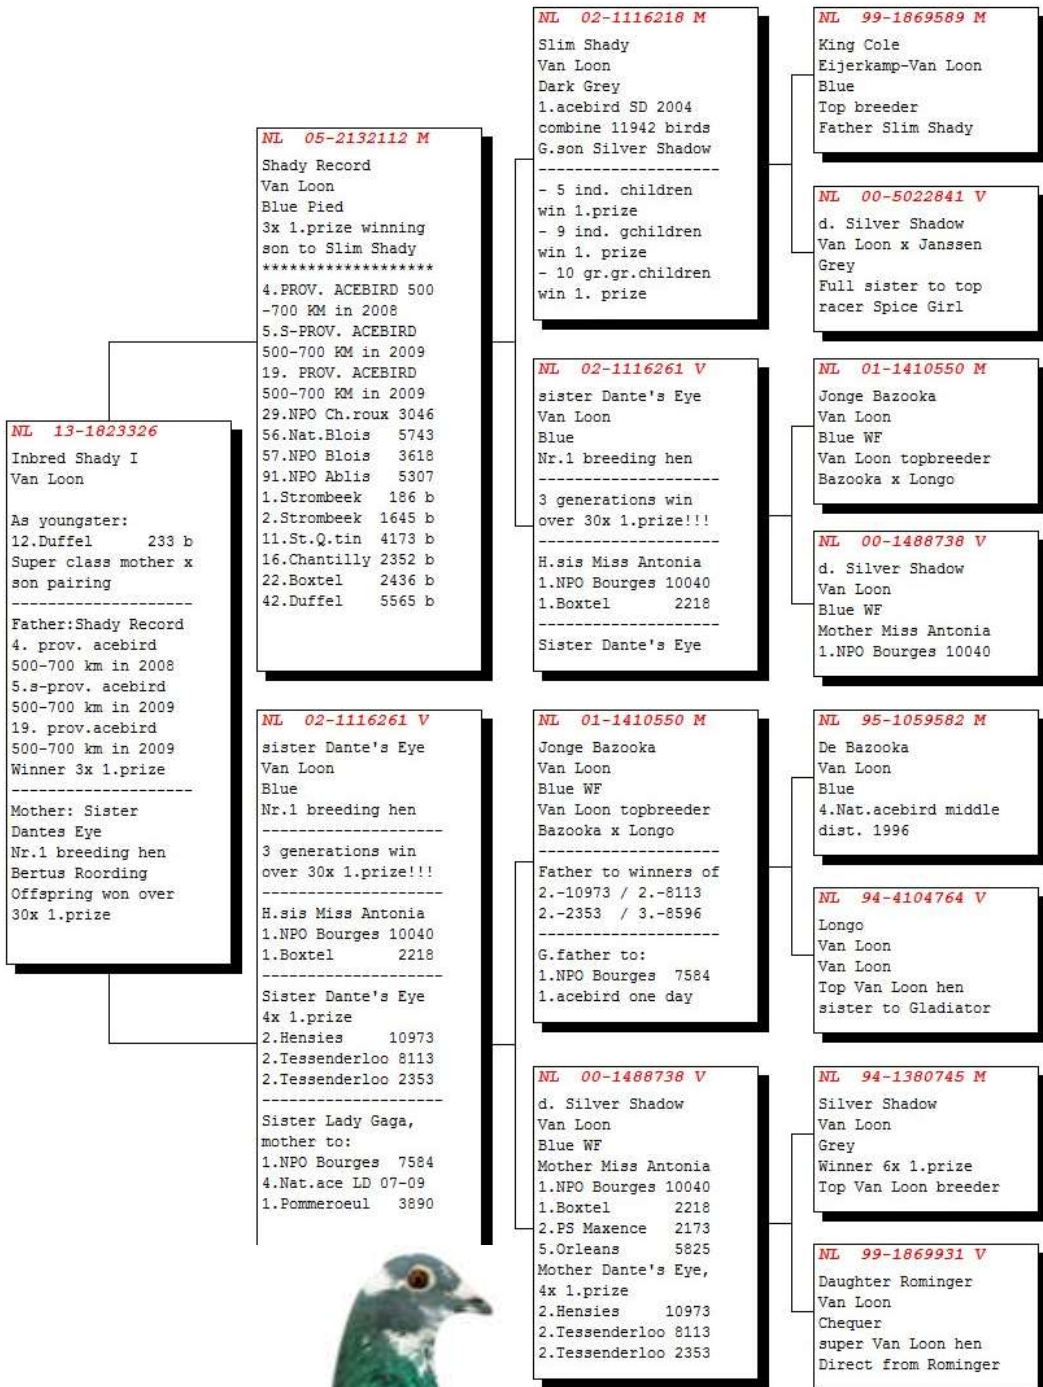 NL 13-1823326
Inbred Shady I
Van Loon
As youngster:
12.Duffel 233 b
Super class mother x
son pairing
--------------------
Father:Shady Record
4. prov. acebird
500-700 km in 2008
5.s-prov. acebird
500-700 km in 2009
19. prov.acebird
500-700 km in 2009
Winner 3x 1.prize
--------------------
Mother: Sister
Dantes Eye
Nr.1 breeding hen
Bertus Roording
Offspring won over
30x 1.prize
NL 05-2132112 M
Shady Record
Van Loon
Blue Pied
3x 1.prize winning
son to Slim Shady
*******************
4.PROV. ACEBIRD 500
-700 KM in 2008
5.S-PROV. ACEBIRD
500-700 KM in 2009
19. PROV. ACEBIRD
500-700 KM in 2009
29.NPO Ch.roux 3046
56.Nat.Blois 5743
57.NPO Blois 3618
91.NPO Ablis 5307
1.Strombeek 186 b
2.Strombeek 1645 b
11.St.Q.tin 4173 b
16.Chantilly 2352 b
22.Boxtel 2436 b
42.Duffel 5565 b
NL 02-1116261 V
sister Dante's Eye
Van Loon
Blue
Nr.1 breeding hen
--------------------
3 generations win
over 30x 1.prize!!!
--------------------
H.sis Miss Antonia
1.NPO Bourges 10040
1.Boxtel 2218
--------------------
Sister Dante's Eye
4x 1.prize
2.Hensies 10973
2.Tessenderloo 8113
2.Tessenderloo 2353
--------------------
Sister Lady Gaga,
mother to:
1.NPO Bourges 7584
4.Nat.ace LD 07-09
1.Pommeroeul 3890
NL 02-1116218 M
Slim Shady
Van Loon
Dark Grey
1.acebird SD 2004
combine 11942 birds
G.son Silver Shadow
--------------------
- 5 ind. children
win 1.prize
- 9 ind. gchildren
win 1. prize
- 10 gr.gr.children
win 1. prize
NL 02-1116261 V
sister Dante's Eye
Van Loon
Blue
Nr.1 breeding hen
--------------------
3 generations win
over 30x 1.prize!!!
--------------------
H.sis Miss Antonia
1.NPO Bourges 10040
1.Boxtel 2218
--------------------
Sister Dante's Eye
NL 01-1410550 M
Jonge Bazooka
Van Loon
Blue WF
Van Loon topbreeder
Bazooka x Longo
--------------------
Father to winners of
2.-10973 / 2.-8113
2.-2353 / 3.-8596
--------------------
G.father to:
1.NPO Bourges 7584
1.acebird one day
NL 00-1488738 V
d. Silver Shadow
Van Loon
Blue WF
Mother Miss Antonia
1.NPO Bourges 10040
1.Boxtel 2218
2.PS Maxence 2173
5.Orleans 5825
Mother Dante's Eye,
4x 1.prize
2.Hensies 10973
2.Tessenderloo 8113
2.Tessenderloo 2353
NL 99-1869589 M
King Cole
Eijerkamp-Van Loon
Blue
Top breeder
Father Slim Shady
NL 00-5022841 V
d. Silver Shadow
Van Loon x Janssen
Grey
Full sister to top
racer Spice Girl
NL 01-1410550 M
Jonge Bazooka
Van Loon
Blue WF
Van Loon topbreeder
Bazooka x Longo
NL 00-1488738 V
d. Silver Shadow
Van Loon
Blue WF
Mother Miss Antonia
1.NPO Bourges 10040
NL 95-1059582 M
De Bazooka
Van Loon
Blue
4.Nat.acebird middle
dist. 1996
NL 94-4104764 V
Longo
Van Loon
Van Loon
Top Van Loon hen
sister to Gladiator
NL 94-1380745 M
Silver Shadow
Van Loon
Grey
Winner 6x 1.prize
Top Van Loon breeder
NL 99-1869931 V
Daughter Rominger
Van Loon
Chequer
super Van Loon hen
Direct from Rominger